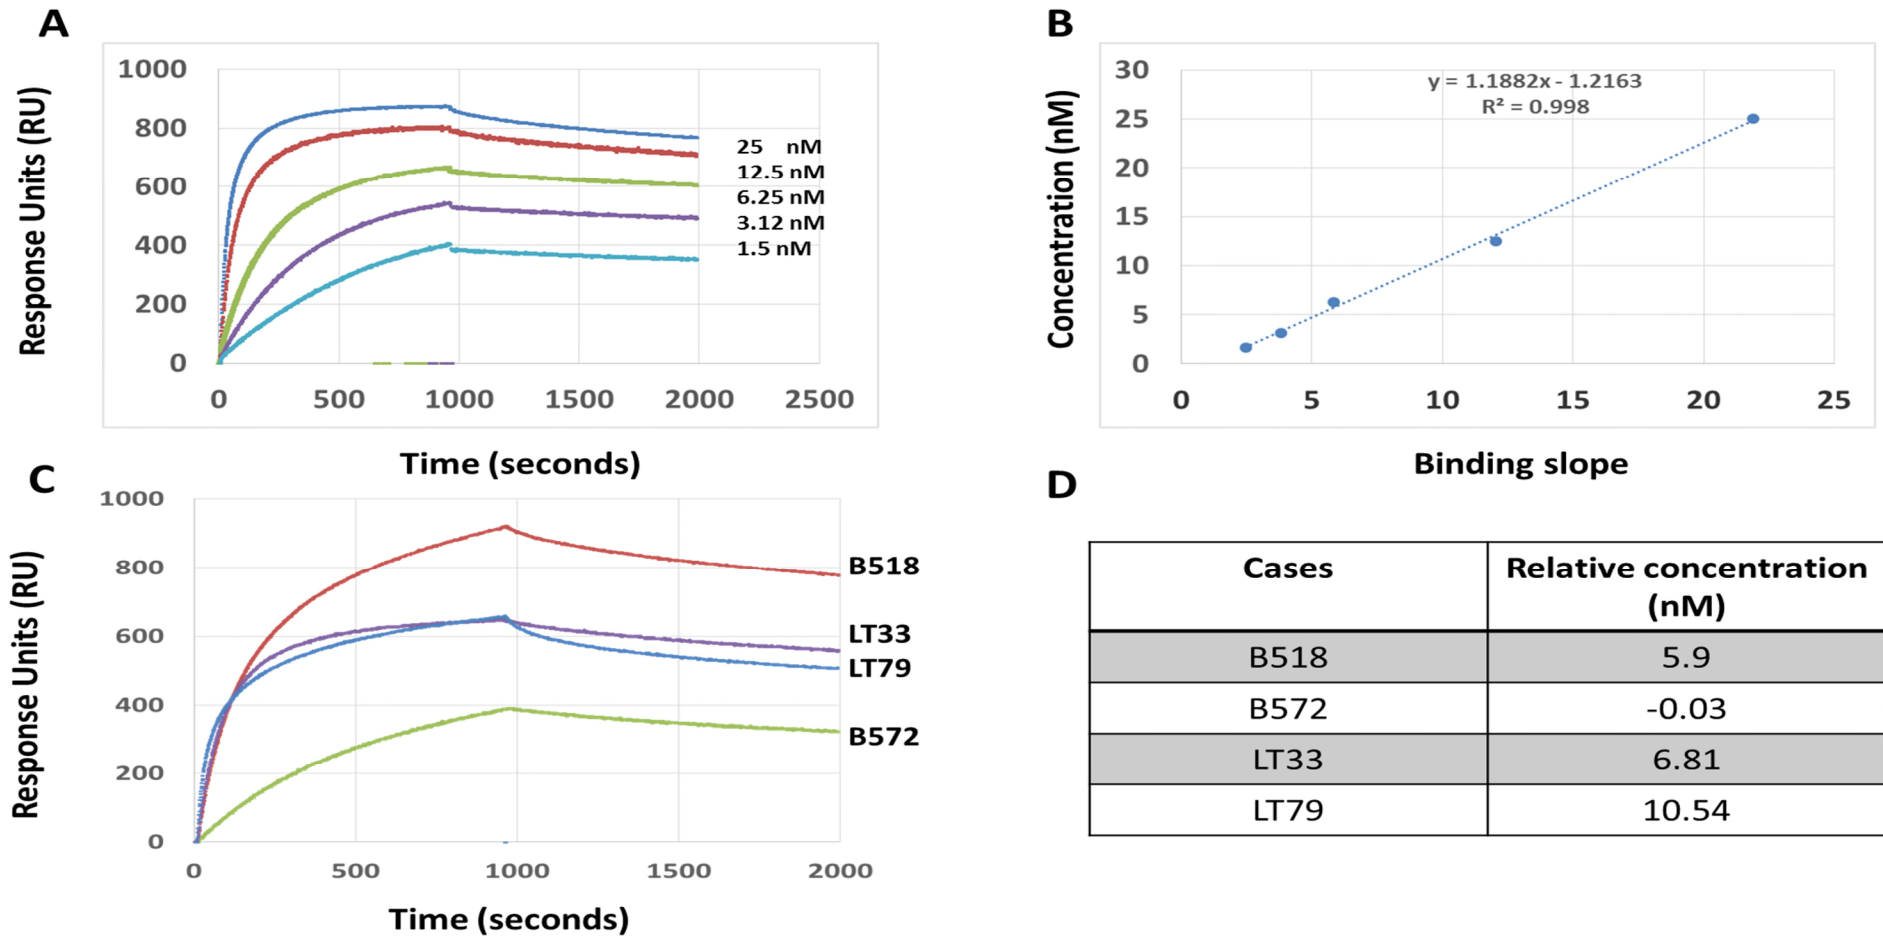 A
Response Units (RU)
1000
800
600
400
200
0
0 500 1000 1500 2000 2500
25 nM
12.5 nM
6.25 nM
3.12 nM
1.5 nM
Time (seconds)
B
Concentration (nM)
30
25
20
15
10
5
0
0 5 10 15 20 25
y = 1.1882x - 1.2163
R² = 0.998
Binding slope
C
Response Units (RU)
1000
800
600
400
200
0
0 500 1000 1500 2000
B518
LT33
LT79
B572
Time (seconds)
D
Cases Relative concentration
(nM)
B518 5.9
B572 -0.03
LT33 6.81
LT79 10.54